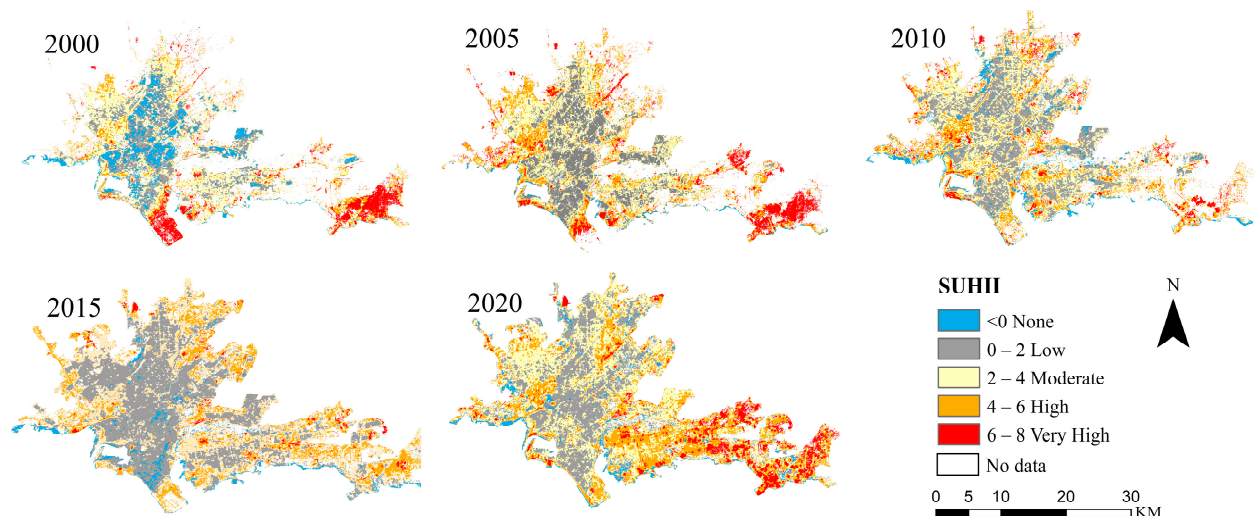 2000
2005
2010
2015
2020
SUHII
N
<0 None
0 – 2 Low
2 – 4 Moderate
4 – 6 High
6 – 8 Very High
No data
0 5 10 20 30
KM